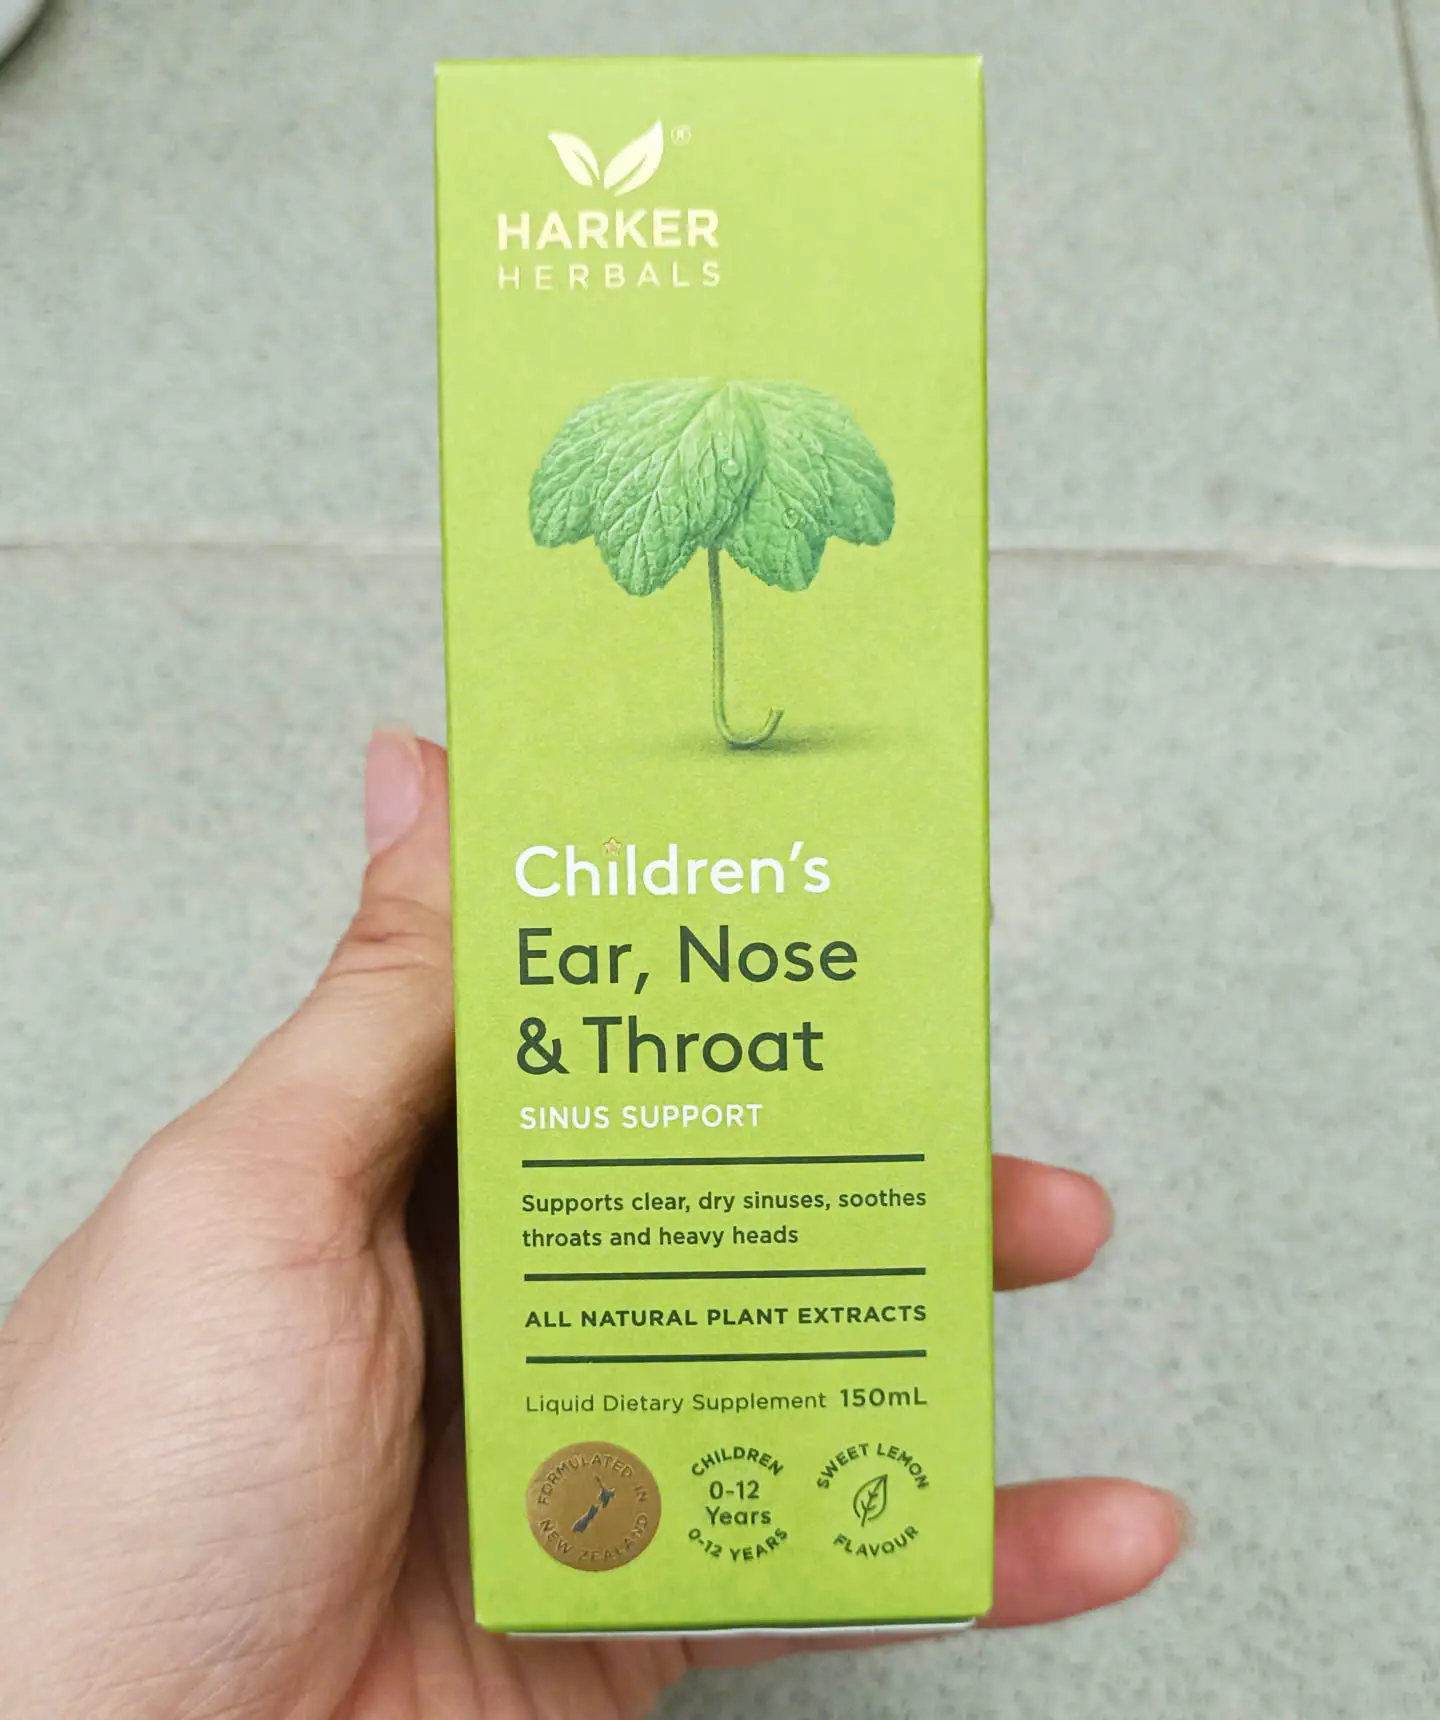 ®
HARKER
HERBALS
Children's
Ear, Nose
& Throat
SINUS SUPPORT
Supports clear, dry sinuses, soothes
throats and heavy heads
ALL NATURAL PLANT EXTRACTS
Liquid Dietary Supplement 150mL
FORMULATED IN
NEW ZEALAND
CHILDREN
0-12
Years
0-12 YEARS
SWEET LEMON
FLAVOUR